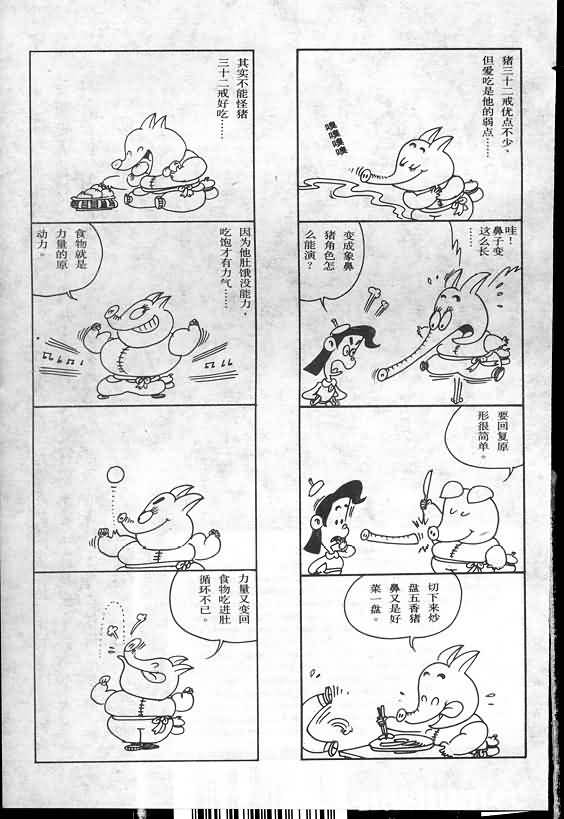 猪三十二戒优点不少、
但爱吃是他的弱点……
噗噗噗噗
哇！
鼻子变
这么长
……
变成象鼻
猪角色怎
么能演？
要回复原
形很简单。
切下来炒
盘五香猪
鼻又是好
菜一盘。
其实不能怪猪
三十二戒好吃……
因为他肚饿没能力，
吃饱才有力气……
食物就是
力量的原
动力。
力量又变回
食物吃进肚
循环不已。